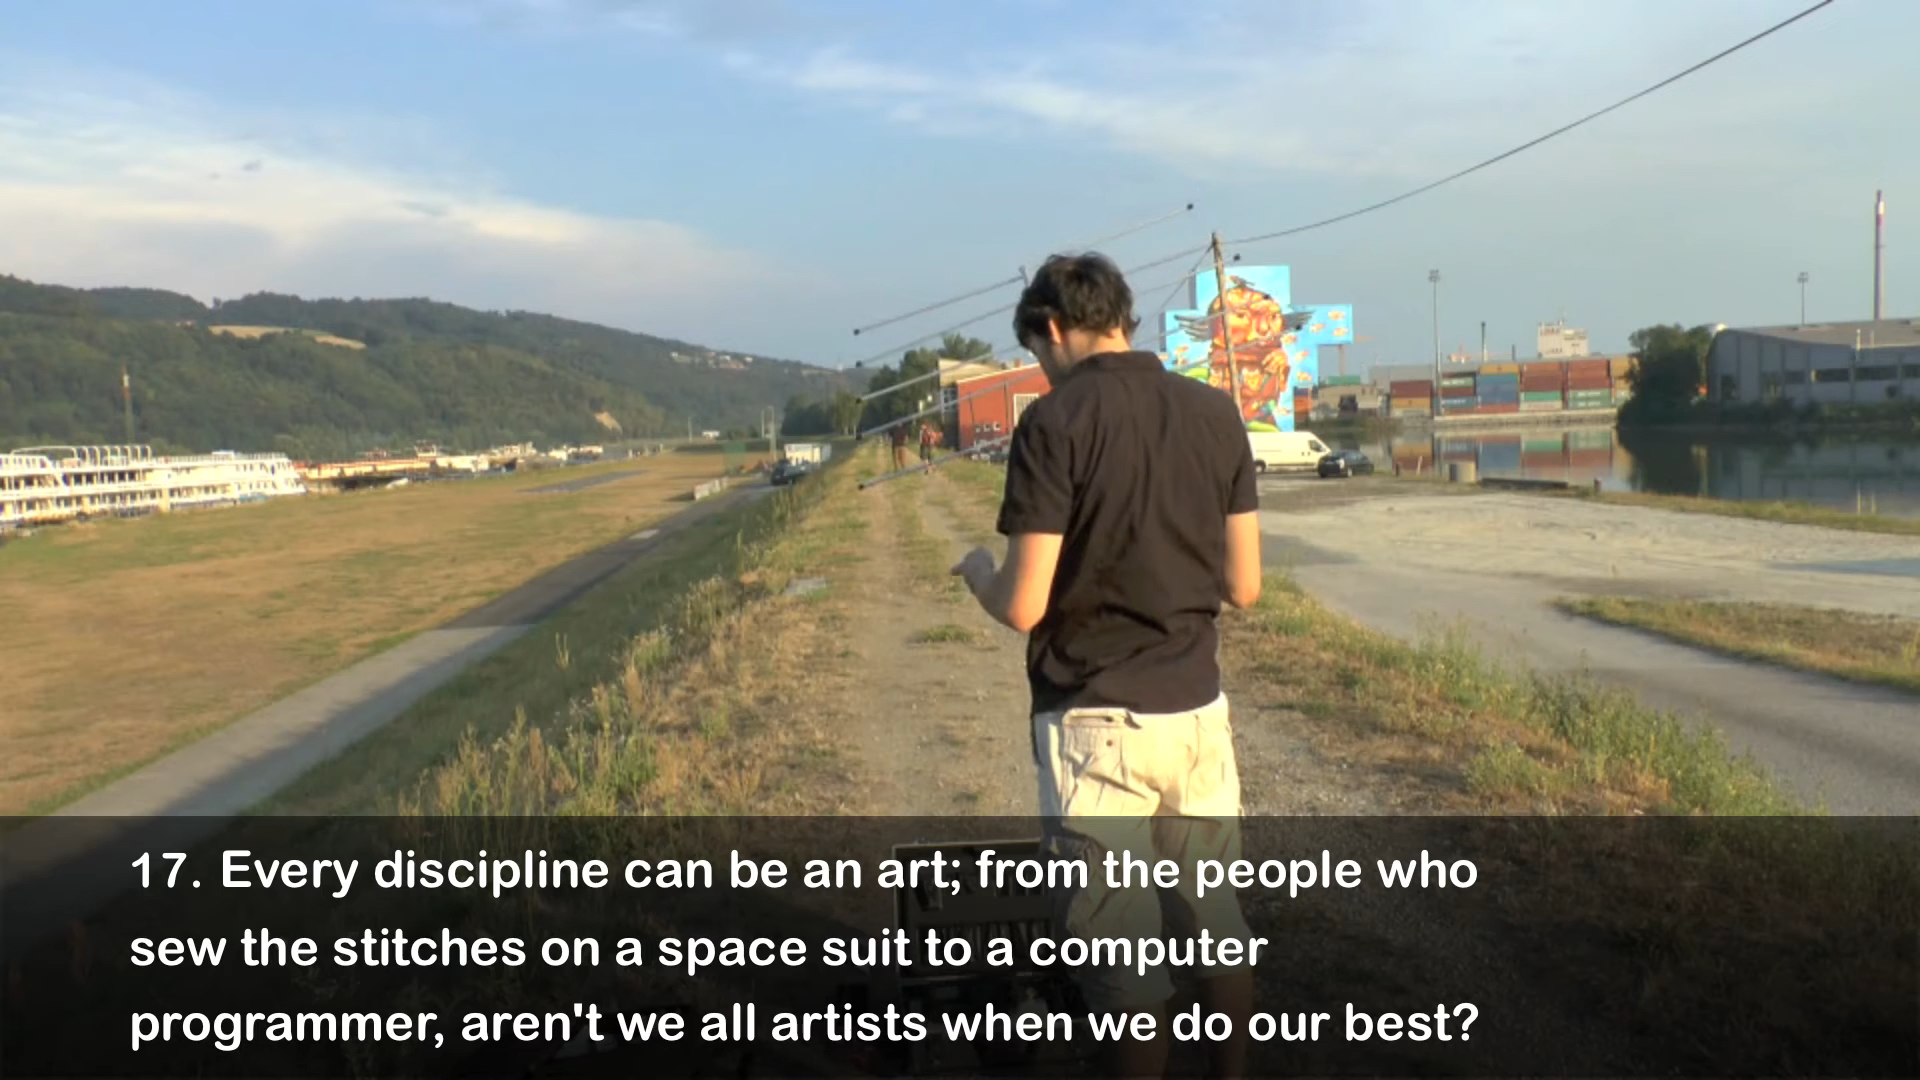 17. Every discipline can be an art; from the people who
sew the stitches on a space suit to a computer
programmer, aren't we all artists when we do our best?